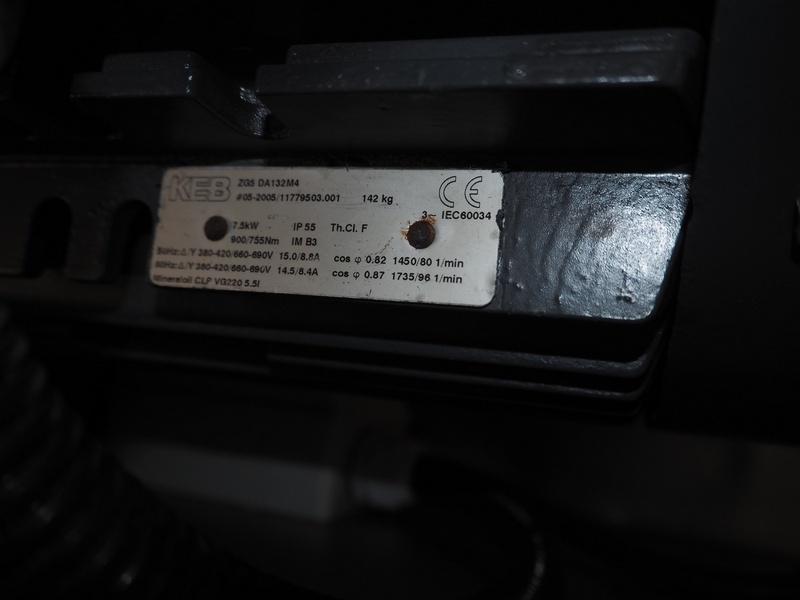 KEB
ZG5 DA132M4
#05-2005/11779503.001 142 kg
CE
3~ IEC60034
7.5kW IP 55 Th.Cl. F
900/755Nm IM B3
50Hz: △/Y 380-420/660-690V 15.0/8.8A cos φ 0.82 1450/80 1/min
60Hz: △/Y 380-420/660-690V 14.5/8.4A cos φ 0.87 1735/96 1/min
Mineraloil CLP VG220 5.5l